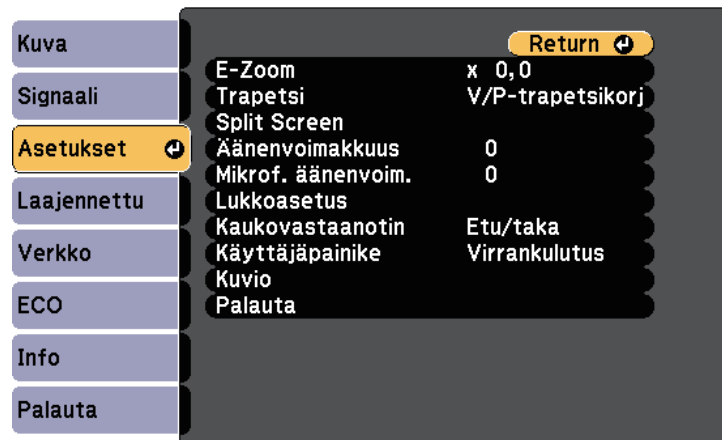 Kuva
Signaali
Asetukset
Laajennettu
Verkko
ECO
Info
Palauta
Return
E-Zoom x 0,0
Trapetsi V/P-trapetsikorj
Split Screen
Äänenvoimakkuus 0
Mikrof. äänenvoim. 0
Lukkoasetus
Kaukovastaanotin Etu/taka
Käyttäjäpainike Virrankulutus
Kuvio
Palauta